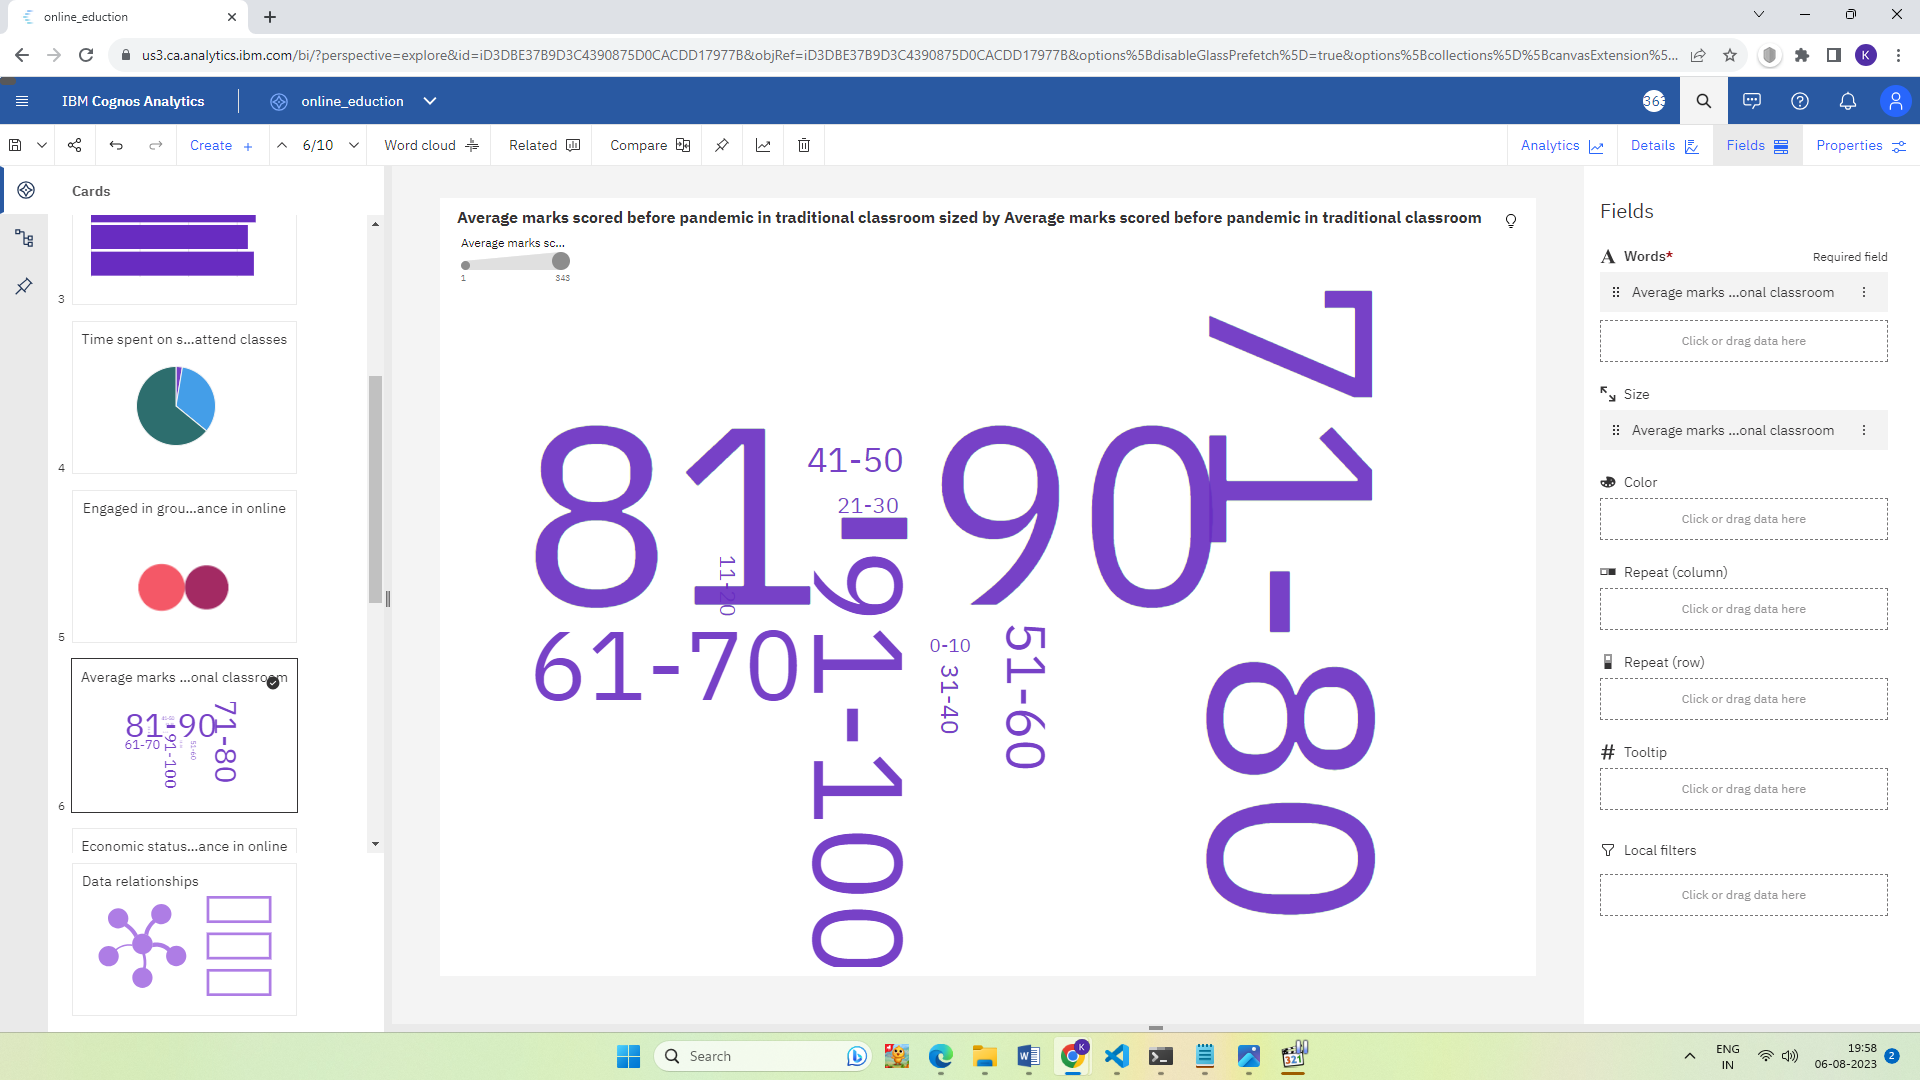 online_eduction
us3.ca.analytics.ibm.com/bi/?perspective=explore&id=iD3DBE37B9D3C4390875D0CACDD17977B&objRef=iD3DBE37B9D3C4390875D0CACDD17977B&options%5BdisableGlassPrefetch%5D=true&options%5Bcollections%5D%5BcanvasExtension%5...
K
IBM Cognos Analytics
online_eduction
363
Create +
6/10
Word cloud
Related
Compare
Analytics
Details
Fields
Properties
Cards
3
Time spent on s...attend classes
4
Engaged in grou...ance in online
5
Average marks ...onal classroom
81-90
71-80
61-70
91-100
51-60
6
Economic status...ance in online
Data relationships
Average marks scored before pandemic in traditional classroom sized by Average marks scored before pandemic in traditional classroom
Average marks sc...
1
343
71-80
81-90
41-50
21-30
11-20
91-100
61-70
0-10
31-40
51-60
Fields
Words*
Required field
Average marks ...onal classroom
Click or drag data here
Size
Average marks ...onal classroom
Color
Click or drag data here
Repeat (column)
Click or drag data here
Repeat (row)
Click or drag data here
Tooltip
Click or drag data here
Local filters
Click or drag data here
Search
K
321
ENG
IN
19:58
06-08-2023
2